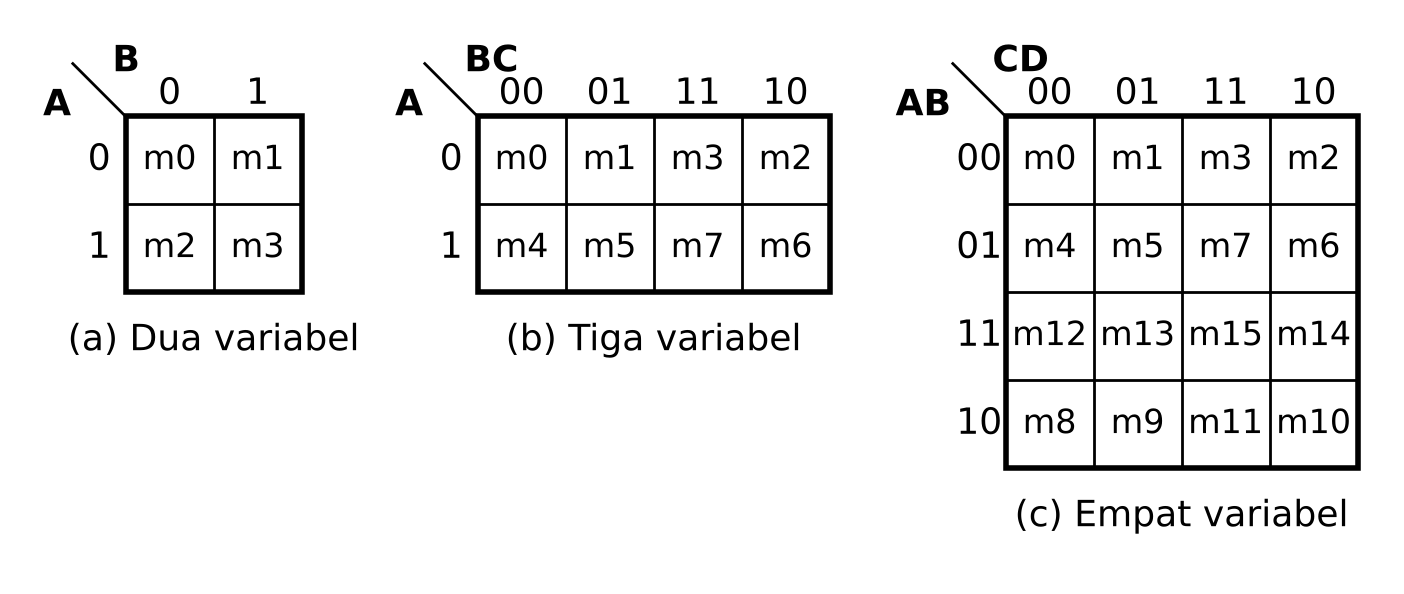 B
A 0 1
0 m0 m1
1 m2 m3
(a) Dua variabel
BC
A 00 01 11 10
0 m0 m1 m3 m2
1 m4 m5 m7 m6
(b) Tiga variabel
CD
AB 00 01 11 10
00 m0 m1 m3 m2
01 m4 m5 m7 m6
11 m12 m13 m15 m14
10 m8 m9 m11 m10
(c) Empat variabel